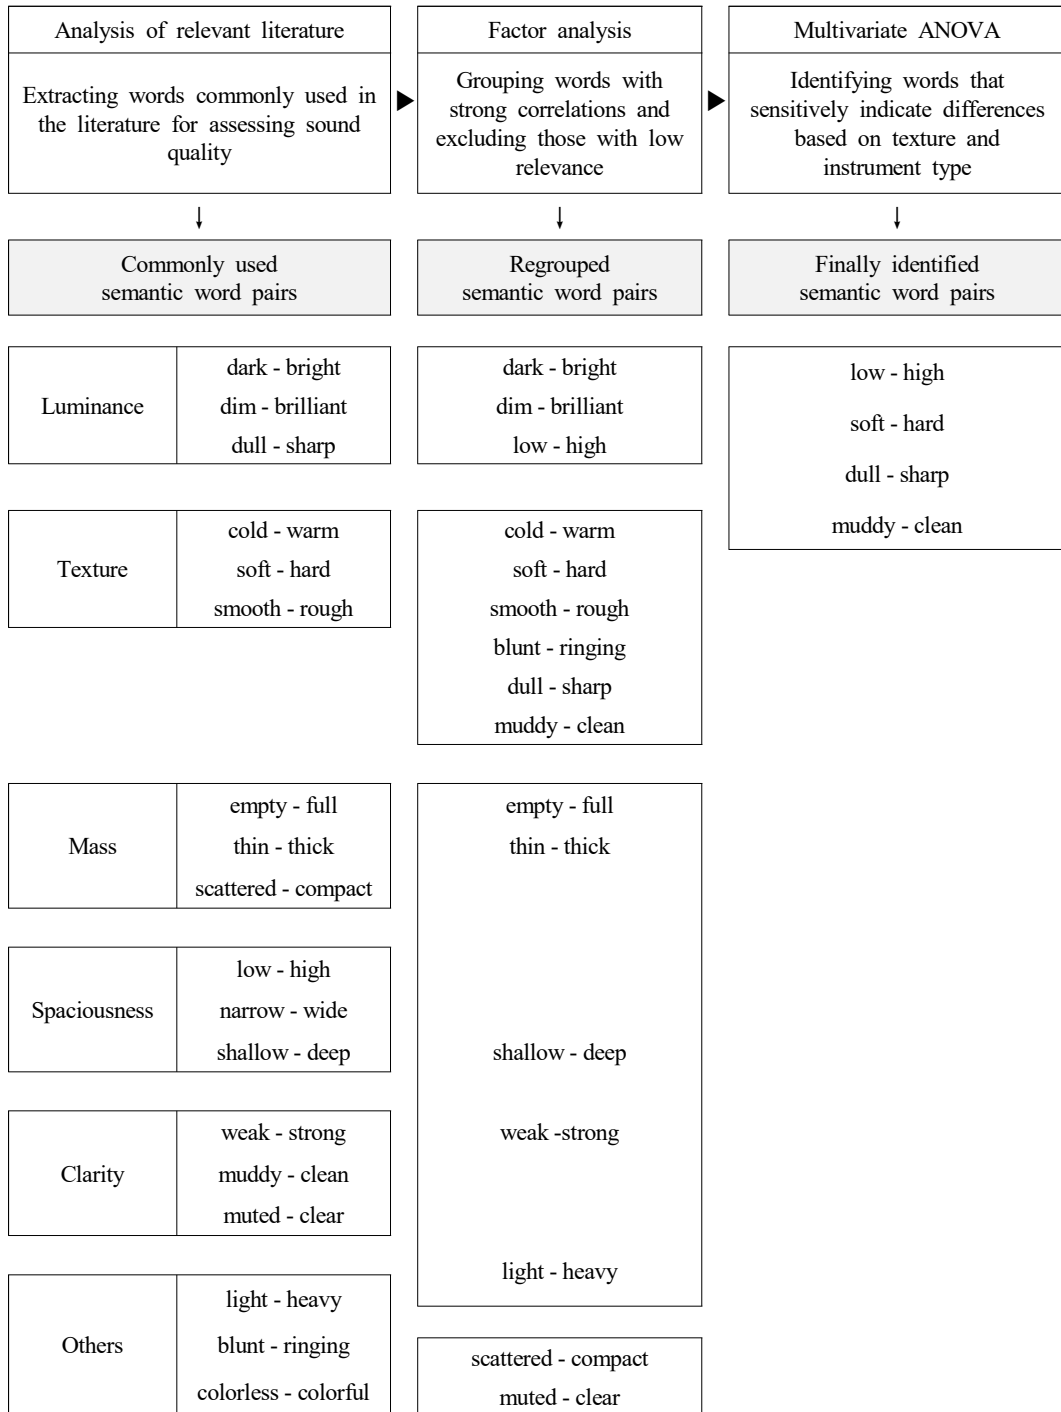 Analysis of relevant literature
Extracting words commonly used in
the literature for assessing sound
quality
Factor analysis
Grouping words with
strong correlations and
excluding those with low
relevance
Multivariate ANOVA
Identifying words that
sensitively indicate differences
based on texture and
instrument type
Commonly used
semantic word pairs
Regrouped
semantic word pairs
Finally identified
semantic word pairs
Luminance
dark - bright
dim - brilliant
dull - sharp
dark - bright
dim - brilliant
low - high
low - high
soft - hard
dull - sharp
muddy - clean
Texture
cold - warm
soft - hard
smooth - rough
cold - warm
soft - hard
smooth - rough
blunt - ringing
dull - sharp
muddy - clean
Mass
empty - full
thin - thick
scattered - compact
empty - full
thin - thick
shallow - deep
weak -strong
light - heavy
Spaciousness
low - high
narrow - wide
shallow - deep
Clarity
weak - strong
muddy - clean
muted - clear
Others
light - heavy
blunt - ringing
colorless - colorful
scattered - compact
muted - clear